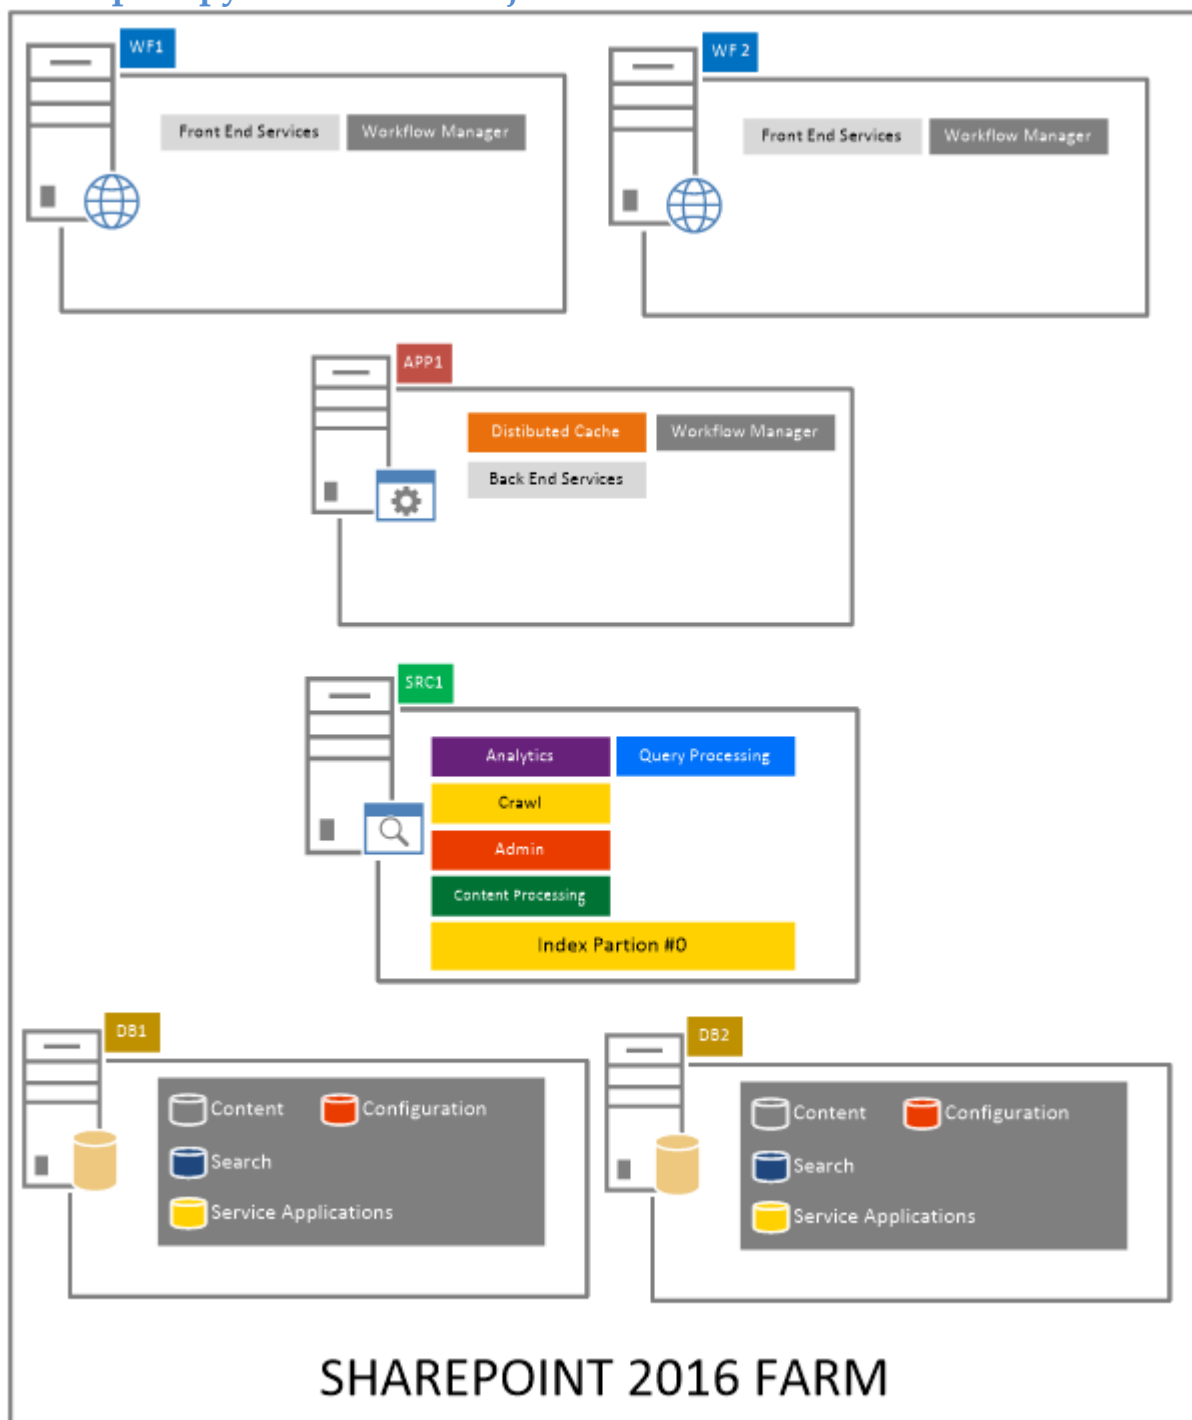 WF1
Front End Services Workflow Manager
WF 2
Front End Services Workflow Manager
APP1
Distibuted Cache Workflow Manager
Back End Services
SRC1
Analytics Query Processing
Crawl
Admin
Content Processing
Index Partion #0
DB1
Content Configuration
Search
Service Applications
DB2
Content Configuration
Search
Service Applications
SHAREPOINT 2016 FARM